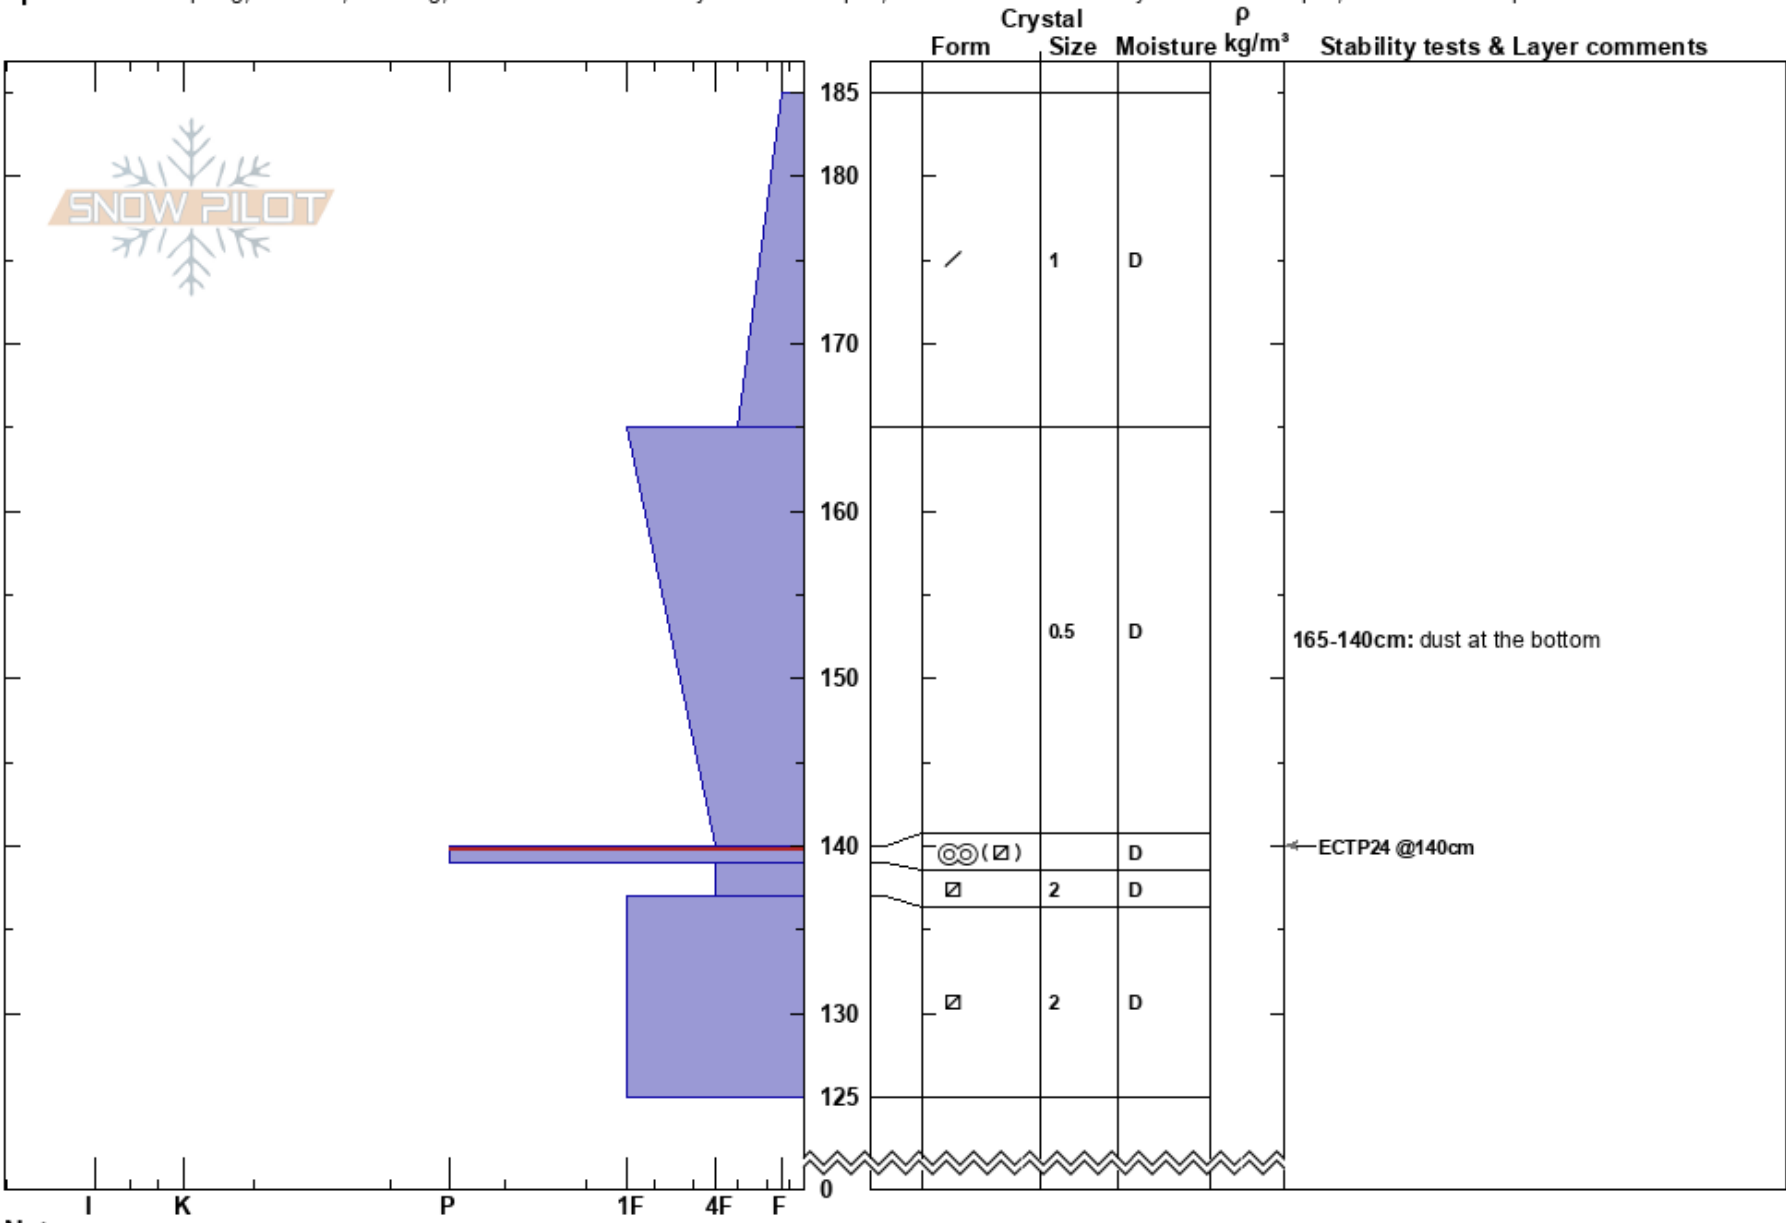 Crystal
ρ
Form Size Moisture kg/m³ Stability tests & Layer comments
185
SNOW PILOT
180
1 D
170
160
0.5 D
165-140cm: dust at the bottom
150
140
D
ECTP24 @140cm
2 D
130
2 D
125
0
I K P 1F 4F F